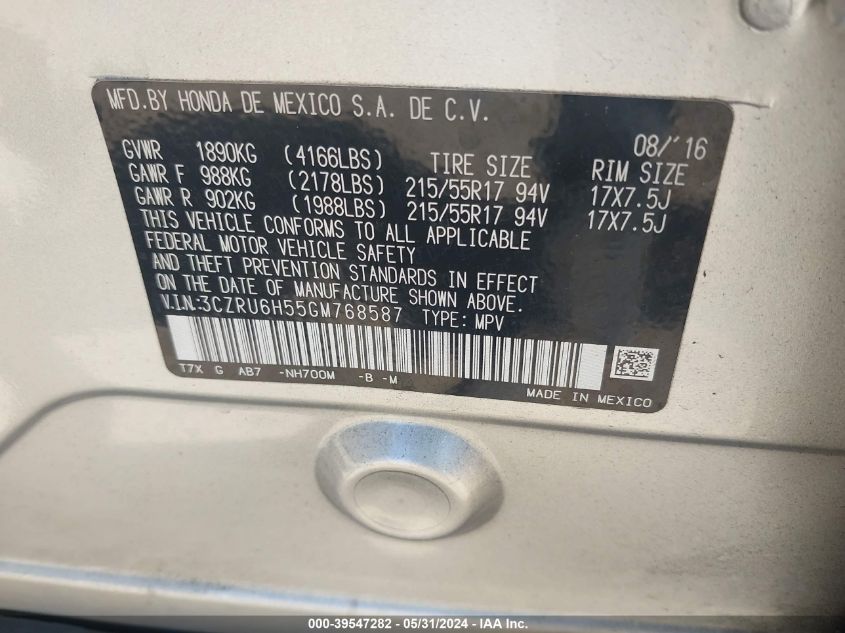 MFD.BY HONDA DE MEXICO S.A. DE C.V.
08/'16
GVWR 1890KG (4166LBS) TIRE SIZE RIM SIZE
GAWR F 988KG (2178LBS) 215/55R17 94V 17X7.5J
GAWR R 902KG (1988LBS) 215/55R17 94V 17X7.5J
THIS VEHICLE CONFORMS TO ALL APPLICABLE
FEDERAL MOTOR VEHICLE SAFETY
AND THEFT PREVENTION STANDARDS IN EFFECT
ON THE DATE OF MANUFACTURE SHOWN ABOVE.
V.I.N:3CZRU6H55GM768587 TYPE: MPV
T7X G AB7 -NH700M -B -M
MADE IN MEXICO
000-39547282 - 05/31/2024 - IAA Inc.